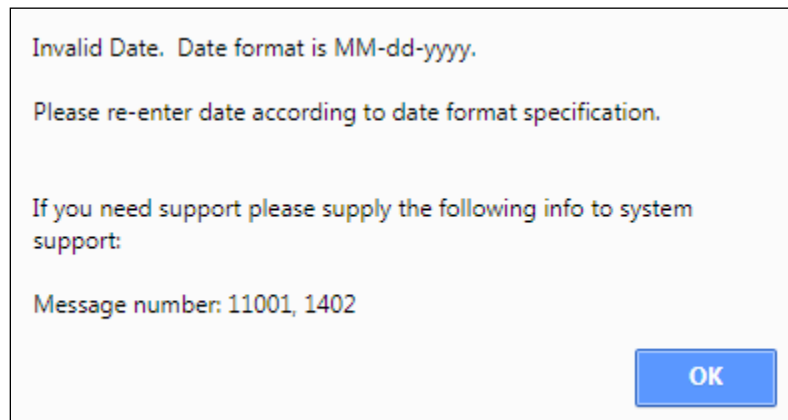 Invalid Date.  Date format is MM-dd-yyyy.
Please re-enter date according to date format specification.
If you need support please supply the following info to system
support:
Message number: 11001, 1402
OK